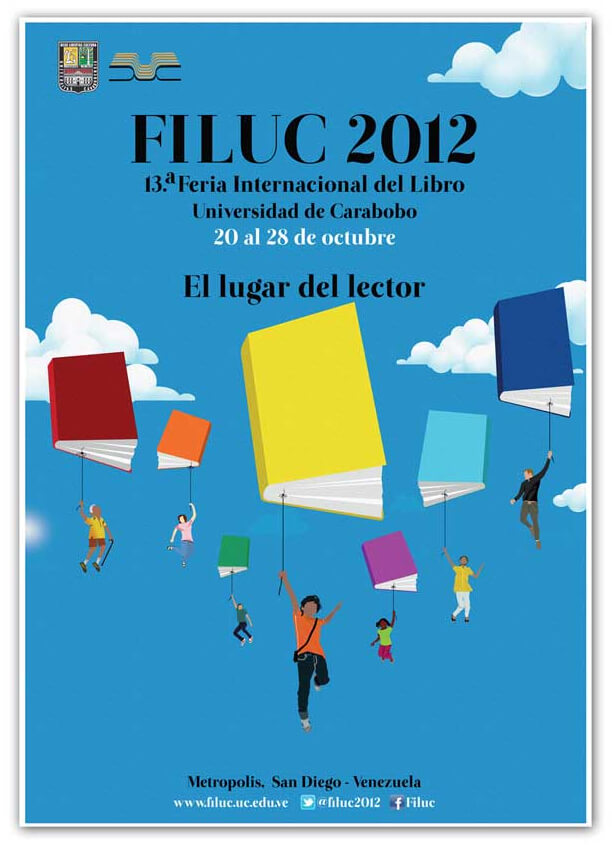 FILUC 2012
13.ª Feria Internacional del Libro
Universidad de Carabobo
20 al 28 de octubre
El lugar del lector
Metropolis, San Diego - Venezuela
www.filuc.uc.edu.ve @filuc2012 Filuc